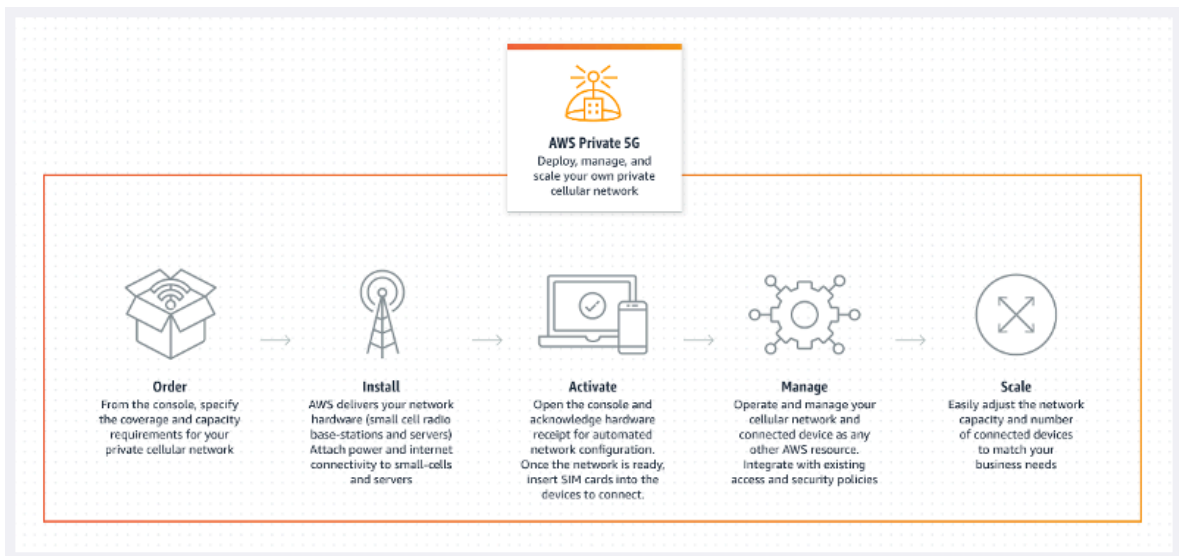 AWS Private 5G
Deploy, manage, and
scale your own private
cellular network
Order
From the console, specify
the coverage and capacity
requirements for your
private cellular network
Install
AWS delivers your network
hardware (small cell radio
base-stations and servers)
Attach power and internet
connectivity to small-cells
and servers
Activate
Open the console and
acknowledge hardware
receipt for automated
network configuration.
Once the network is ready,
insert SIM cards into the
devices to connect.
Manage
Operate and manage your
cellular network and
connected device as any
other AWS resource.
Integrate with existing
access and security policies
Scale
Easily adjust the network
capacity and number
of connected devices
to match your
business needs